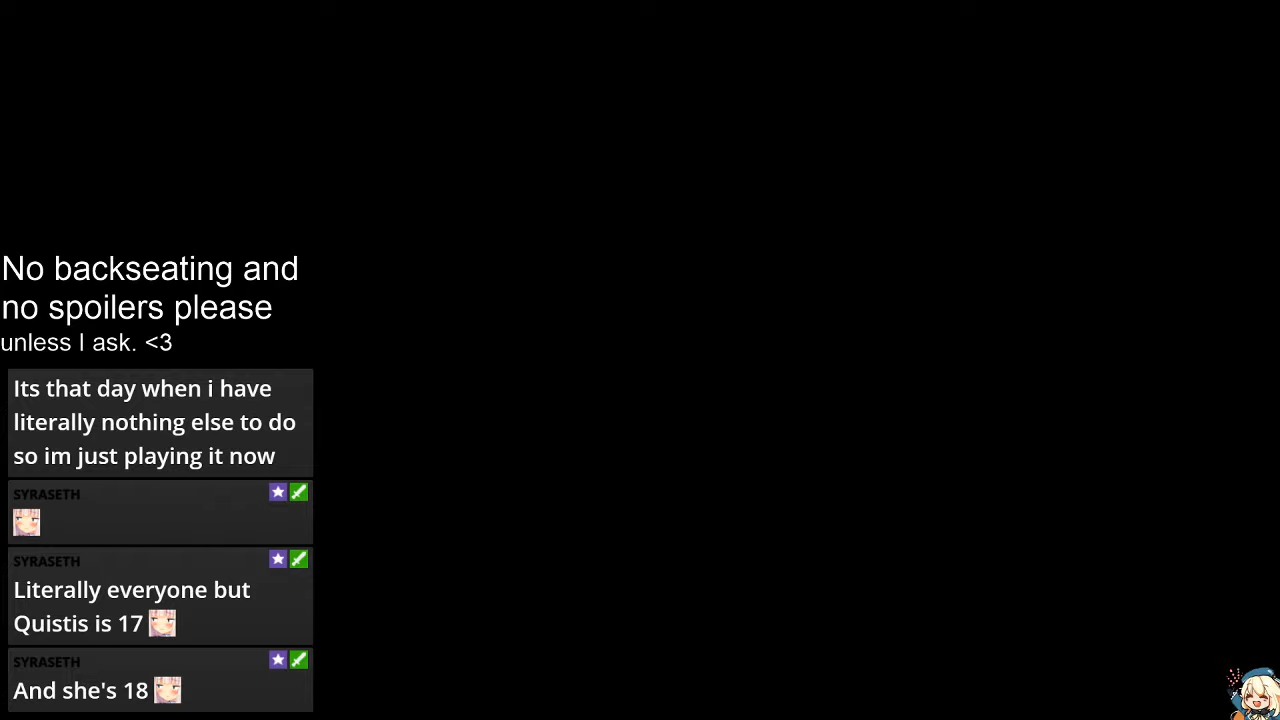 No backseating and
no spoilers please
unless I ask. <3
Its that day when i have
literally nothing else to do
so im just playing it now
SYRASETH
SYRASETH
Literally everyone but
Quistis is 17
SYRASETH
And she's 18